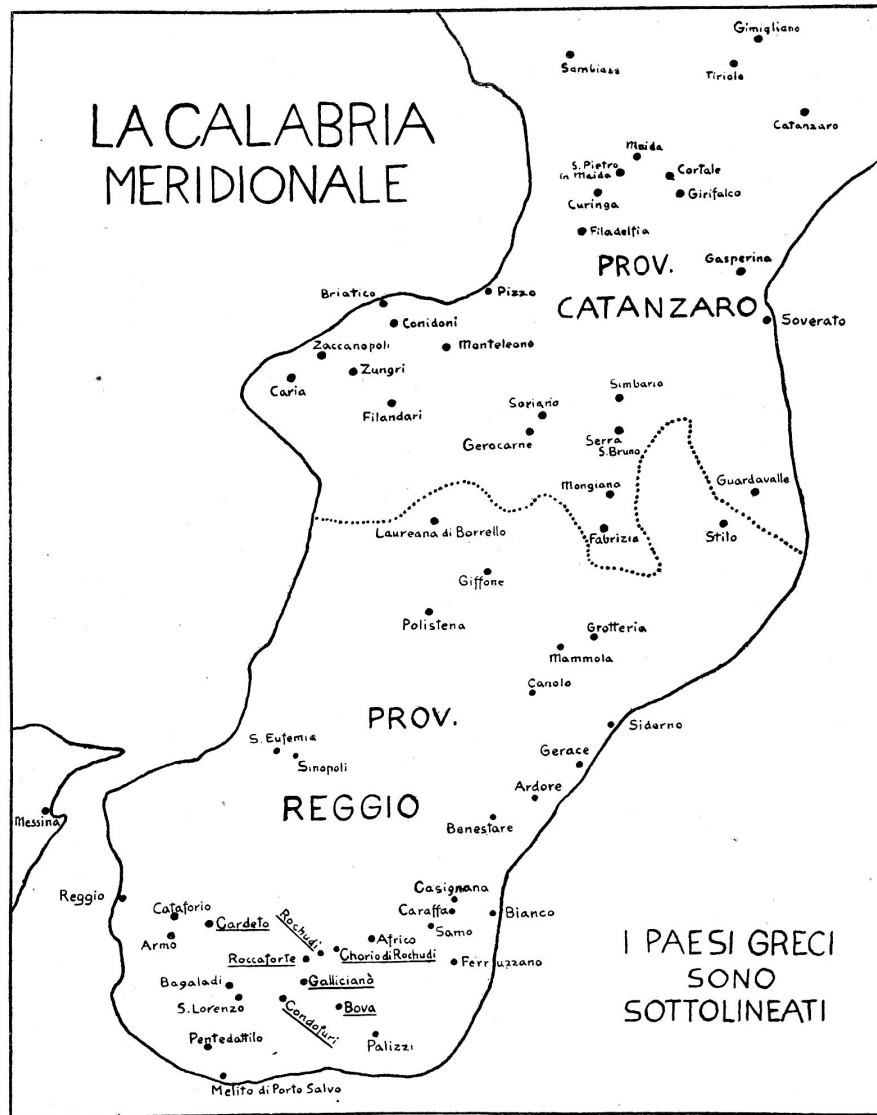 LA CALABRIA
MERIDIONALE
Gimigliano
Sambiase
Tiriolo
Catanzaro
Maida
S. Pietro
in Maida
Cortale
Curinga
Girifalco
Filadelfia
PROV.
CATANZARO
Gasperina
Soverato
Briatico
Pizzo
Conidoni
Zaccanopoli
Monteleone
Zungri
Caria
Filandari
Simbario
Soriano
Gerocarne
Serra
S. Bruno
Mongiana
Guardavalle
Laureana di Borrello
Fabrizia
Stilo
Giffone
Polistena
Grotteria
Mammola
Canolo
PROV.
REGGIO
Siderno
S. Eufemia
Sinopoli
Gerace
Ardore
Benestare
Messina
Reggio
Casignana
Cataforio
Gardeto
Caraffa
Bianco
Armo
Rochudi
Africo
Samo
Roccaforte
Chorio di Rochudi
Ferruzzano
Bagaladi
Gallicianò
S. Lorenzo
Condofuri
Bova
Pentedattilo
Palizzi
Melito di Porto Salvo
I PAESI GRECI
SONO
SOTTOLINEATI